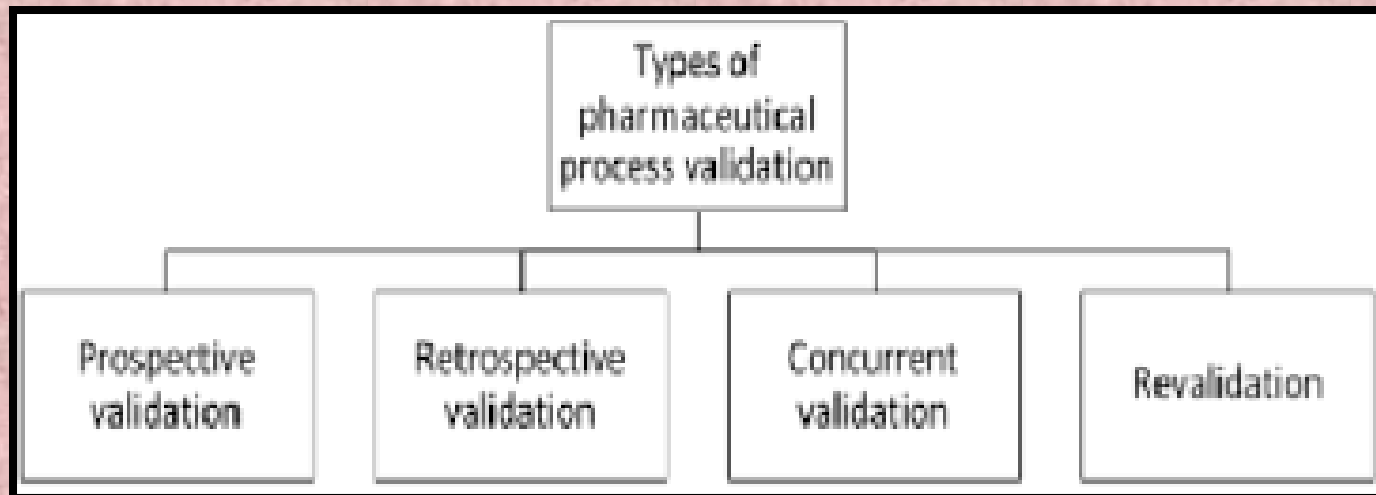 Types of
pharmaceutical
process validation
Prospective
validation
Retrospective
validation
Concurrent
validation
Revalidation